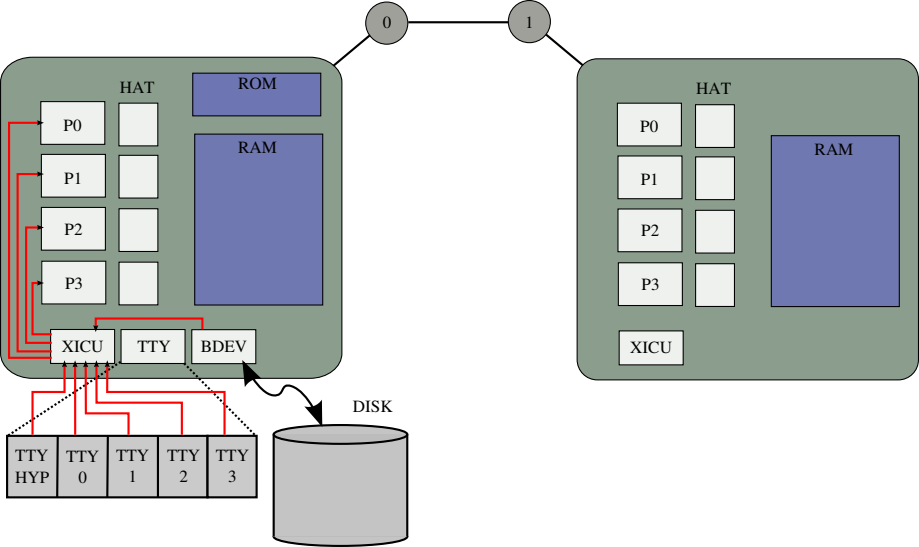 0
1
HAT
ROM
P0
RAM
P1
P2
P3
XICU
TTY
BDEV
HAT
P0
RAM
P1
P2
P3
XICU
DISK
TTY
HYP
TTY
0
TTY
1
TTY
2
TTY
3